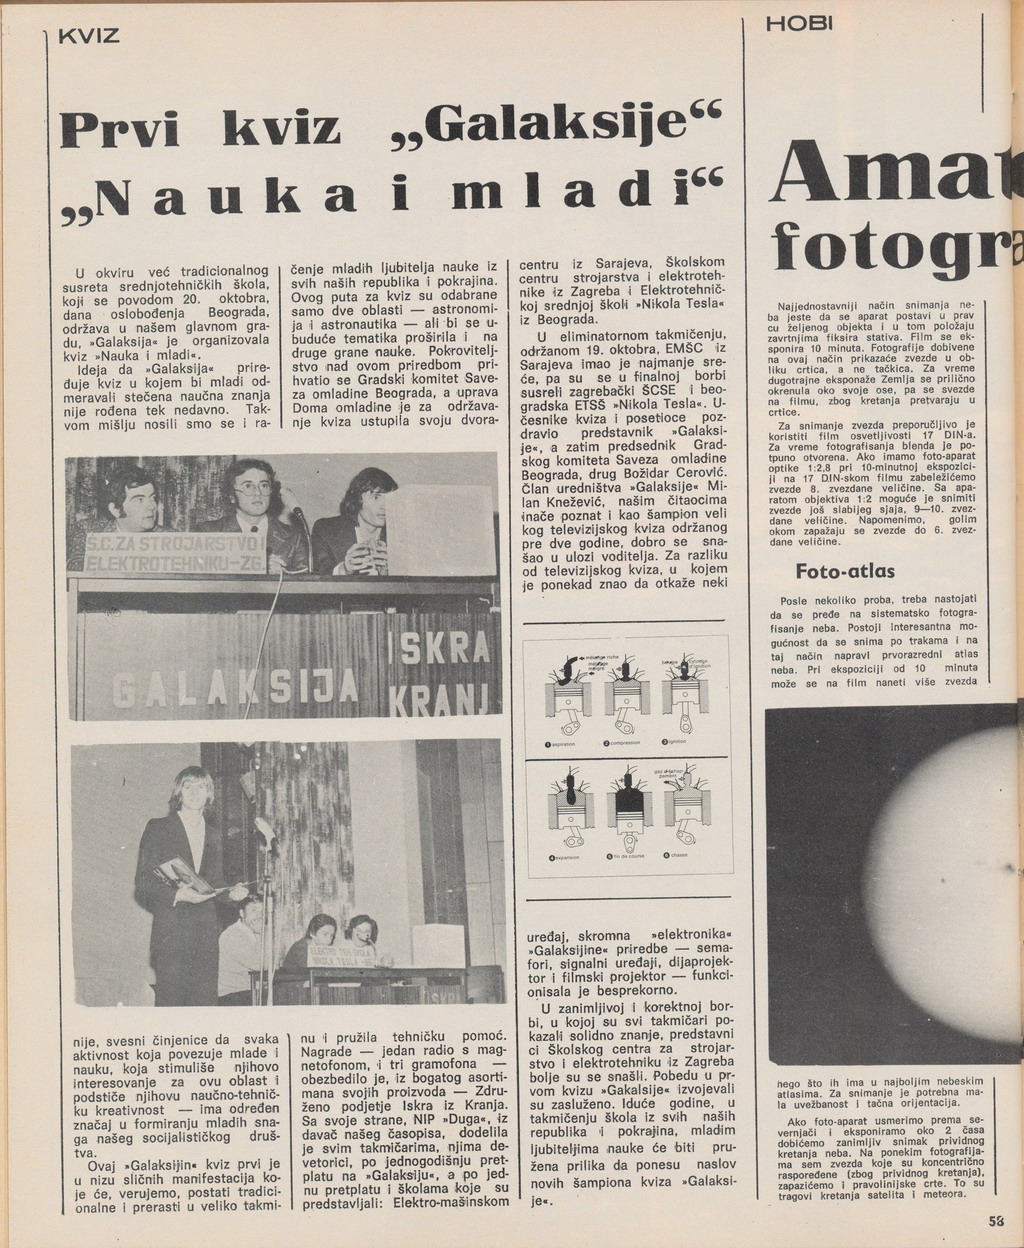 KVIZ
Prvi kviz „Galaksije“
„Nauka i mladi“
U okviru već tradicionalnog
susreta srednjotehničkih škola,
koji se povodom 20. oktobra,
dana oslobođenja Beograda,
održava u našem glavnom gra-
du, »Galaksija« je organizovala
kviz »Nauka i mladi«.
Ideja da »Galaksija« prire-
đuje kviz u kojem bi mladi od-
meravali stečena naučna znanja
nije rođena tek nedavno. Tak-
vom mišlju nosili smo se i ra-
S.C. ZA STROJARSTVO I
ELEKTROTEHNIKU-ZG.
GALAKSIJA
ISKRA
KRANJ
ELEKTRO TEH. ŠKOLA
NIKOLA TESLA-BG
ISKR
nije, svesni činjenice da svaka
aktivnost koja povezuje mlade i
nauku, koja stimuliše njihovo
interesovanje za ovu oblast i
podstiče njihovu naučno-tehnič-
ku kreativnost — ima određen
značaj u formiranju mladih sna-
ga našeg socijalističkog druš-
tva.
Ovaj »Galaksijin« kviz prvi je
u nizu sličnih manifestacija ko-
je će, verujemo, postati tradici-
onalne i prerasti u veliko takmi-
čenje mladih ljubitelja nauke iz
svih naših republika i pokrajina.
Ovog puta za kviz su odabrane
samo dve oblasti — astronomi-
ja i astronautika — ali bi se u-
buduće tematika proširila i na
druge grane nauke. Pokrovitelj-
stvo nad ovom priredbom pri-
hvatio se Gradski komitet Save-
za omladine Beograda, a uprava
Doma omladine je za održava-
nje kviza ustupila svoju dvora-
nu i pružila tehničku pomoć.
Nagrade — jedan radio s mag-
netofonom, i tri gramofona —
obezbedilo je, iz bogatog asorti-
mana svojih proizvoda — Zdru-
ženo podjetje Iskra iz Kranja.
Sa svoje strane, NIP »Duga«, iz
davač našeg časopisa, dodelila
je svim takmičarima, njima de-
vetorici, po jednogodišnju pret-
platu na »Galaksiju«, a po jed-
nu pretplatu i školama koje su
predstavljali: Elektro-mašinskom
centru iz Sarajeva, Školskom
centru strojarstva i elektroteh-
nike iz Zagreba i Elektrotehnič-
koj srednjoj školi »Nikola Tesla«
iz Beograda.
U eliminatornom takmičenju,
održanom 19. oktobra, EMŠC iz
Sarajeva imao je najmanje sre-
će, pa su se u finalnoj borbi
susreli zagrebački ŠCSE i beo-
gradska ETSŠ »Nikola Tesla«. U-
česnike kviza i posetioce poz-
dravio predstavnik »Galaksi-
je«, a zatim predsednik Grad-
skog komiteta Saveza omladine
Beograda, drug Božidar Cerović.
Član uredništva »Galaksije« Mi-
lan Knežević, našim čitaocima
inače poznat i kao šampion veli
kog televizijskog kviza održanog
pre dve godine, dobro se sna-
šao u ulozi voditelja. Za razliku
od televizijskog kviza, u kojem
je ponekad znao da otkaže neki
mélange riche
mélange
maigre
❶ aspiration
❷ compression
❸ ignition
❹ expansion
❺ fin de course
❻ chasse
uređaj, skromna »elektronika«
»Galaksijine« priredbe — sema-
fori, signalni uređaji, dijaprojek-
tor i filmski projektor — funkci-
onisala je besprekorno.
U zanimljivoj i korektnoj bor-
bi, u kojoj su svi takmičari po-
kazali solidno znanje, predstavni
ci Školskog centra za strojar-
stvo i elektrotehniku iz Zagreba
bolje su se snašli. Pobedu u pr-
vom kvizu »Gakalsije« izvojevali
su zasluženo. Iduće godine, u
takmičenju škola iz svih naših
republika i pokrajina, mladim
ljubiteljima nauke će biti pru-
žena prilika da ponesu naslov
novih šampiona kviza »Galaksi-
je«.
HOBI
fotogra
Najjednostavniji način snimanja ne-
ba jeste da se aparat postavi u prav
cu željenog objekta i u tom položaju
zavrtnjima fiksira stativa. Film se ek-
sponira 10 minuta. Fotografije dobivene
na ovaj način prikazaće zvezde u ob-
liku crtica, a ne tačkica. Za vreme
dugotrajne eksponaže Zemlja se prilično
okrenula oko svoje ose, pa se svezde
na filmu, zbog kretanja pretvaraju u
crtice.
Za snimanje zvezda preporučljivo je
koristiti film osvetljivosti 17 DIN-a.
Za vreme fotografisanja blenda je po-
tpuno otvorena. Ako imamo foto-aparat
optike 1:2,8 pri 10-minutnoj ekspozici-
ji na 17 DIN-skom filmu zabeležićemo
zvezde 8. zvezdane veličine. Sa apa-
ratom objektiva 1:2 moguće je snimiti
zvezde još slabijeg sjaja, 9—10. zvez-
dane veličine. Napomenimo, golim
okom zapažaju se zvezde do 6. zvez-
dane veličine.
Foto-atlas
Posle nekoliko proba, treba nastojati
da se pređe na sistematsko fotogra-
fisanje neba. Postoji interesantna mo-
gućnost da se snima po trakama i na
taj način napravi prvorazredni atlas
neba. Pri ekspoziciji od 10 minuta
može se na film naneti više zvezda
nego što ih ima u najboljim nebeskim
atlasima. Za snimanje je potrebna ma-
la uvežbanost i tačna orijentacija.
Ako foto-aparat usmerimo prema se-
vernjači i eksponiramo oko 2 časa
dobićemo zanimljiv snimak prividnog
kretanja neba. Na ponekim fotografija-
ma sem zvezda koje su koncentrično
raspoređene (zbog prividnog kretanja),
zapazićemo i pravolinijske crte. To su
tragovi kretanja satelita i meteora.
58